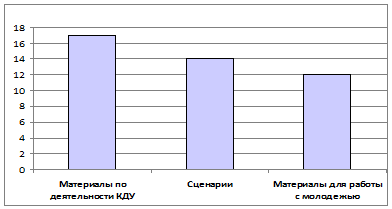 18
16
14
12
10
8
6
4
2
0
Материалы по
деятельности КДУ
Сценарии
Материалы для работы
с молодежью